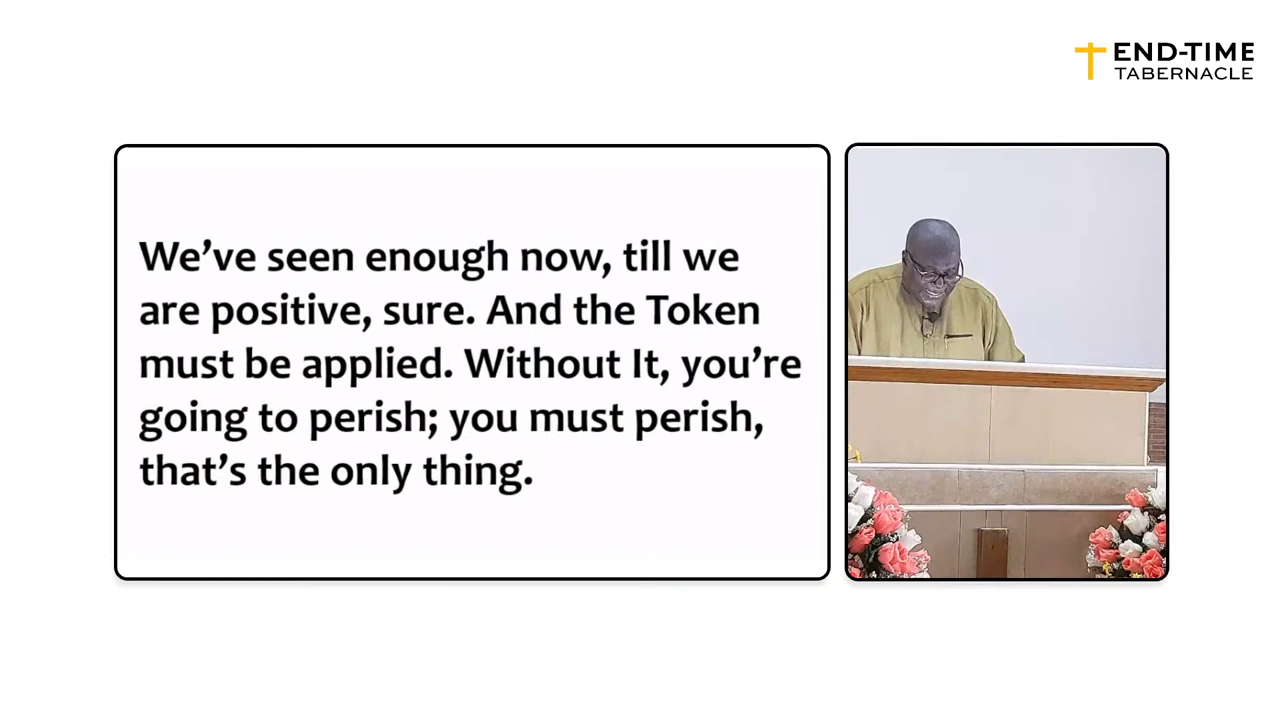 END-TIME
TABERNACLE
We’ve seen enough now, till we
are positive, sure. And the Token
must be applied. Without It, you’re
going to perish; you must perish,
that’s the only thing.